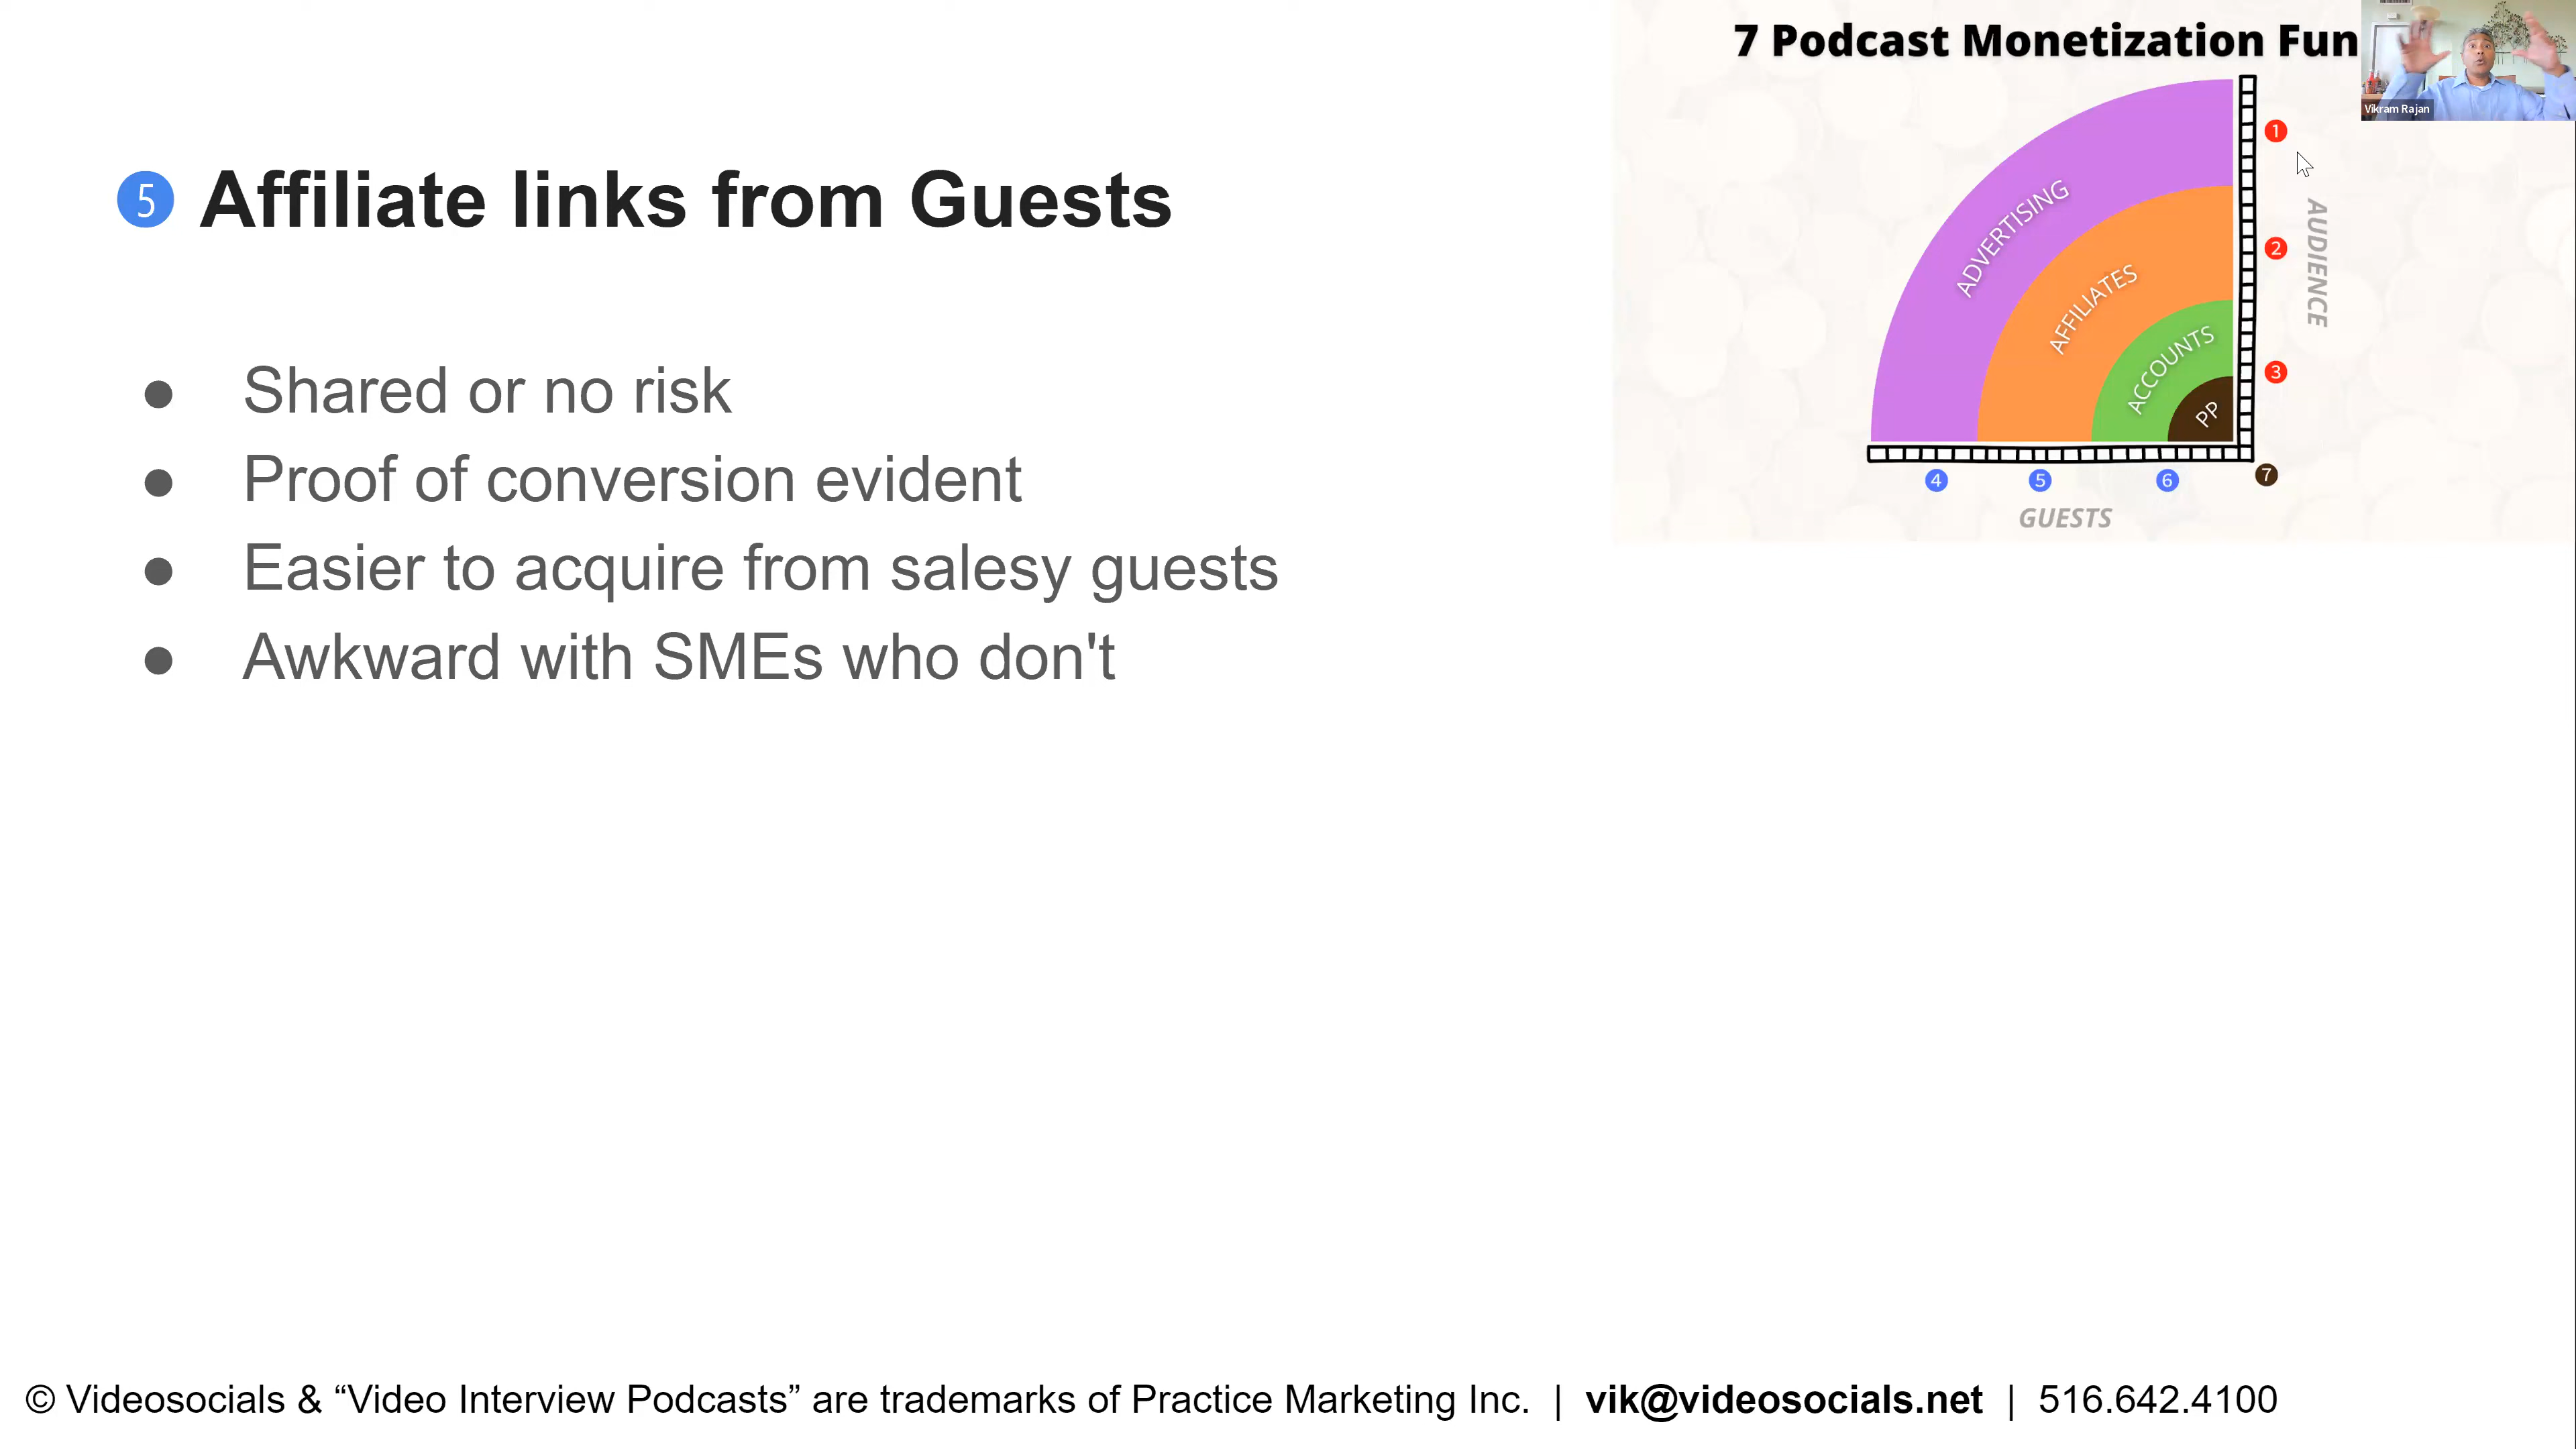 7 Podcast Monetization Fun
Vikram Rajan
❺ Affiliate links from Guests
● Shared or no risk
● Proof of conversion evident
● Easier to acquire from salesy guests
● Awkward with SMEs who don't
ADVERTISING
AFFILIATES
ACCOUNTS
PP
1
2
3
AUDIENCE
4 5 6 7
GUESTS
© Videosocials & “Video Interview Podcasts” are trademarks of Practice Marketing Inc. | vik@videosocials.net | 516.642.4100